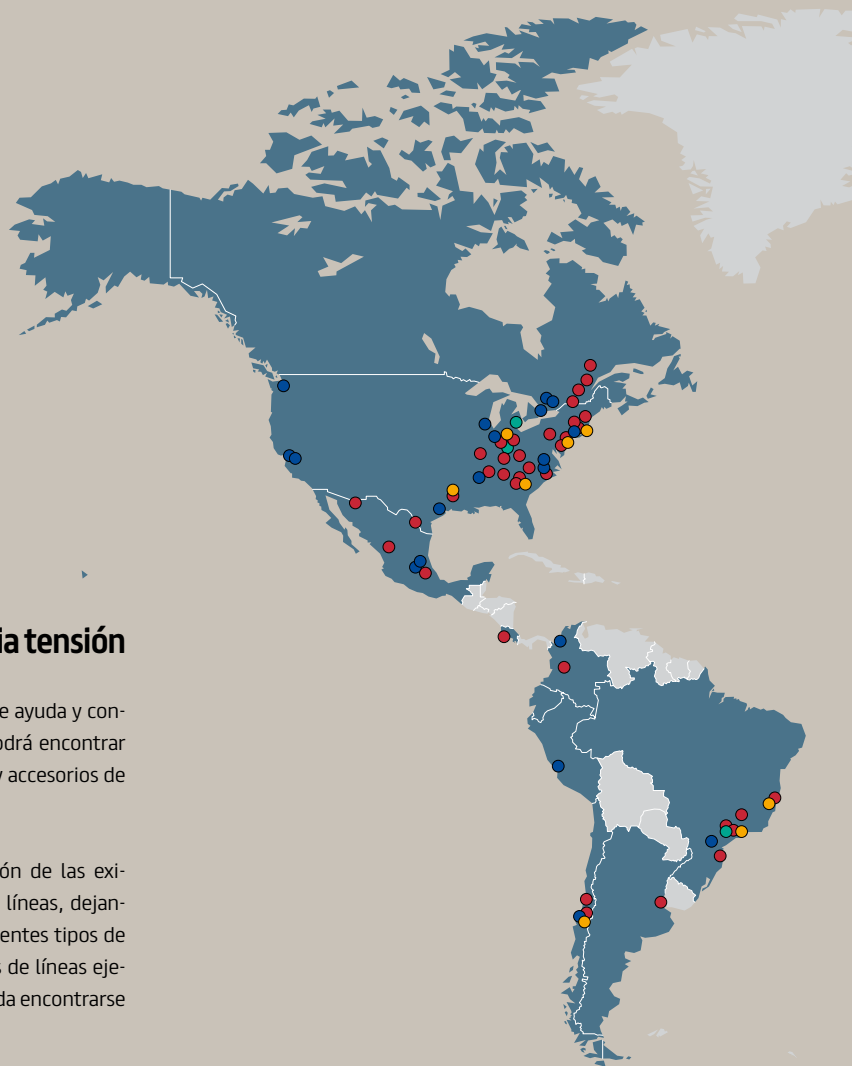 ia tensión
e ayuda y con-
odrá encontrar
y accesorios de
ón de las exi-
líneas, dejan-
entes tipos de
s de líneas eje-
da encontrarse